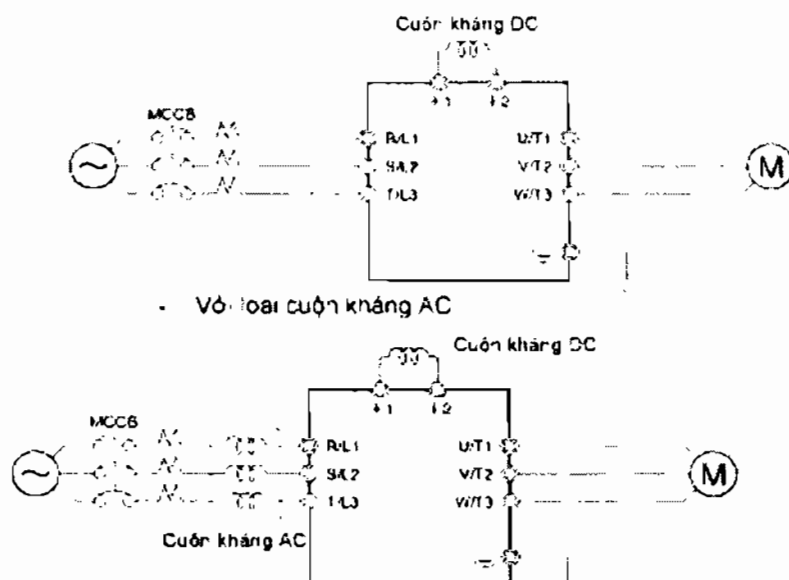 Cuộn kháng DC
+1 +2
MCCB
R/L1 U/T1
S/L2 V/T2
T/L3 W/T3
~ M
- Với loại cuộn kháng AC
Cuộn kháng DC
+1 +2
MCCB
R/L1 U/T1
S/L2 V/T2
T/L3 W/T3
~ M
Cuộn kháng AC